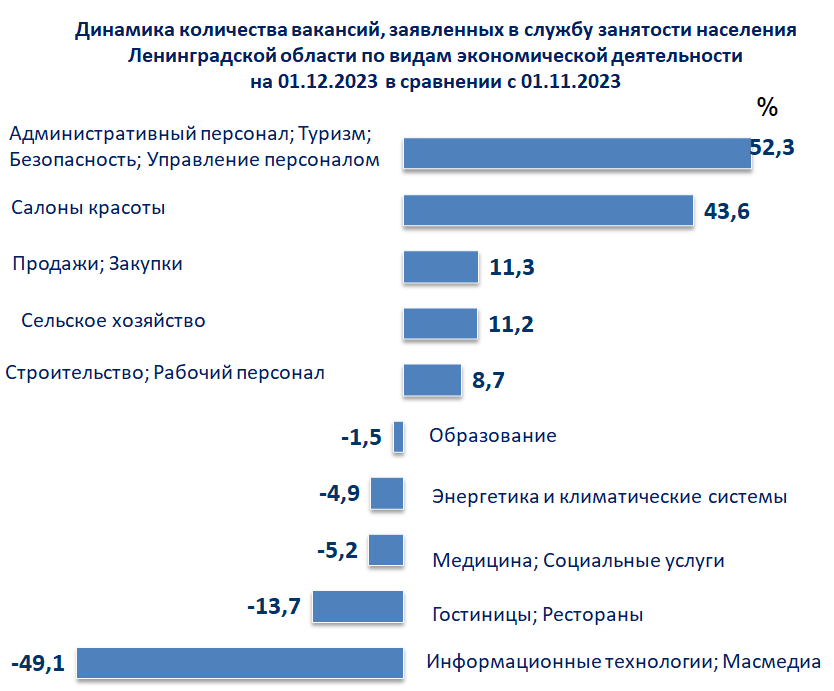 Динамика количества вакансий, заявленных в службу занятости населения
Ленинградской области по видам экономической деятельности
на 01.12.2023 в сравнении с 01.11.2023
%
Административный персонал; Туризм;
Безопасность; Управление персоналом
52,3
Салоны красоты
43,6
Продажи; Закупки
11,3
Сельское хозяйство
11,2
Строительство; Рабочий персонал
8,7
-1,5
Образование
-4,9
Энергетика и климатические системы
-5,2
Медицина; Социальные услуги
-13,7
Гостиницы; Рестораны
-49,1
Информационные технологии; Масмедиа